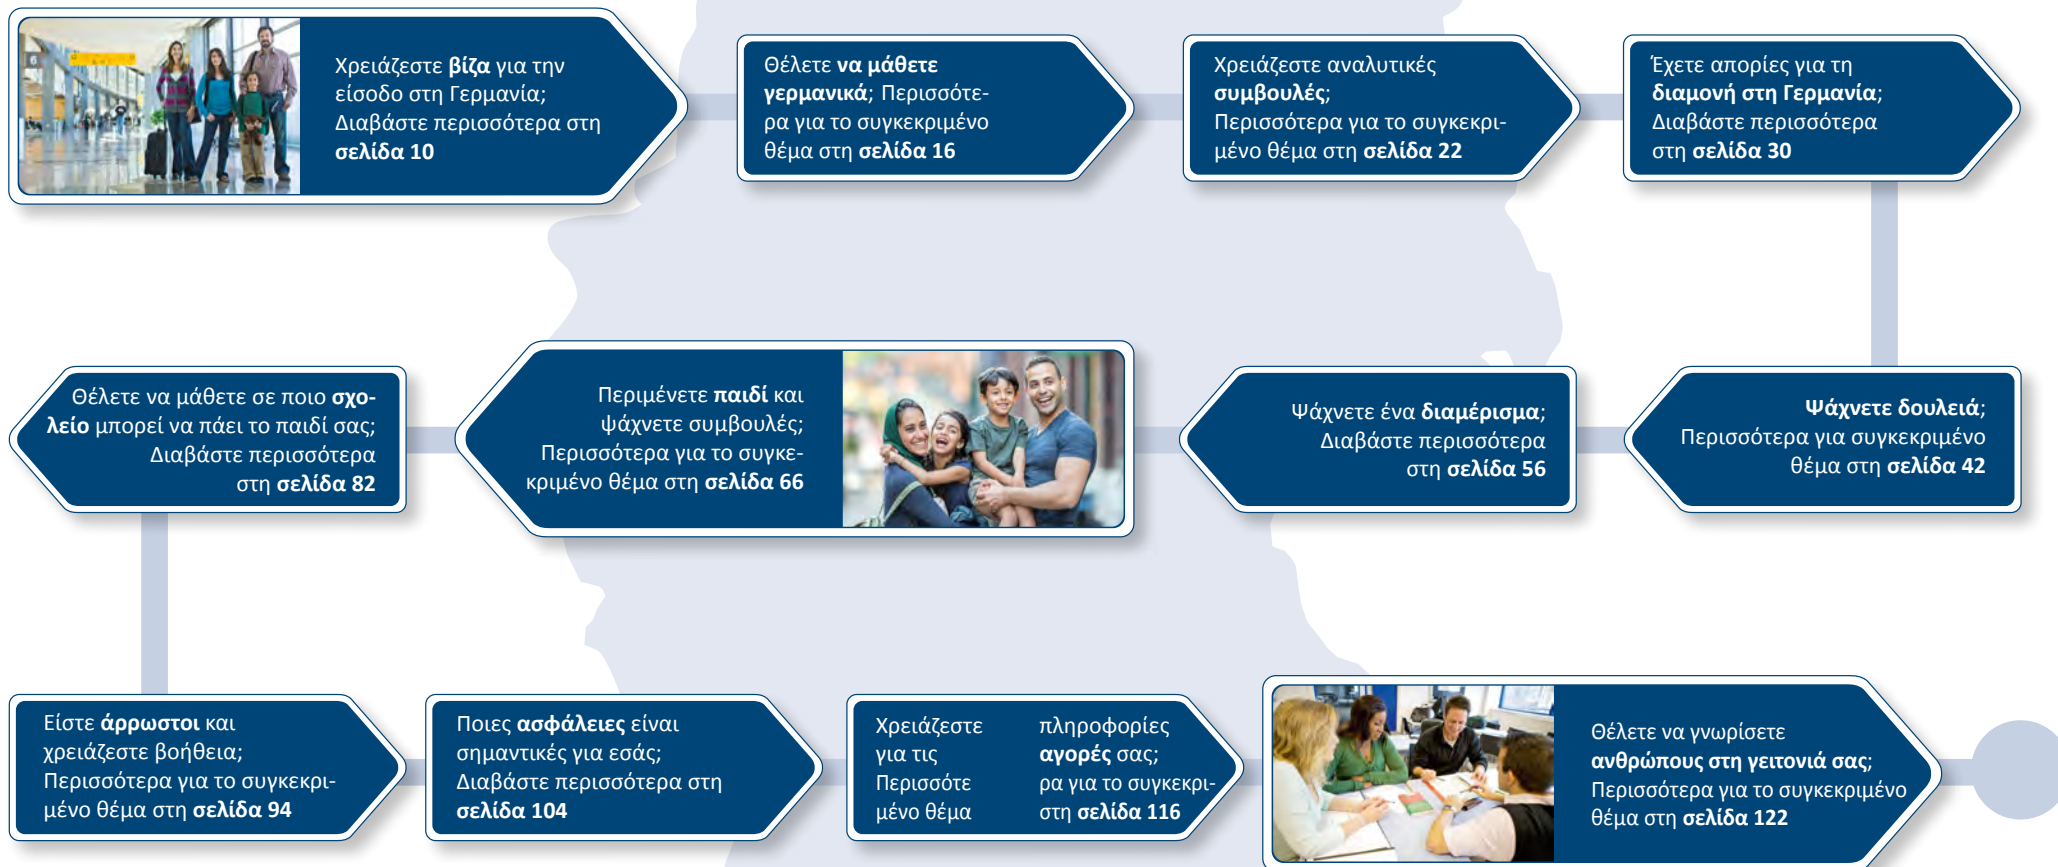 Χρειάζεστε βίζα για την
είσοδο στη Γερμανία;
Διαβάστε περισσότερα στη
σελίδα 10
Θέλετε να μάθετε
γερμανικά; Περισσότε-
ρα για το συγκεκριμένο
θέμα στη σελίδα 16
Χρειάζεστε αναλυτικές
συμβουλές;
Περισσότερα για το συγκεκρι-
μένο θέμα στη σελίδα 22
Έχετε απορίες για τη
διαμονή στη Γερμανία;
Διαβάστε περισσότερα
στη σελίδα 30
Ψάχνετε δουλειά;
Περισσότερα για συγκεκριμένο
θέμα στη σελίδα 42
Ψάχνετε ένα διαμέρισμα;
Διαβάστε περισσότερα
στη σελίδα 56
Περιμένετε παιδί και
ψάχνετε συμβουλές;
Περισσότερα για το συγκε-
κριμένο θέμα στη σελίδα 66
Θέλετε να μάθετε σε ποιο σχο-
λείο μπορεί να πάει το παιδί σας;
Διαβάστε περισσότερα
στη σελίδα 82
Είστε άρρωστοι και
χρειάζεστε βοήθεια;
Περισσότερα για το συγκεκρι-
μένο θέμα στη σελίδα 94
Ποιες ασφάλειες είναι
σημαντικές για εσάς;
Διαβάστε περισσότερα στη
σελίδα 104
Χρειάζεστε πληροφορίες
για τις αγορές σας;
Περισσότε ρα για το συγκεκρι-
μένο θέμα στη σελίδα 116
Θέλετε να γνωρίσετε
ανθρώπους στη γειτονιά σας;
Περισσότερα για το συγκεκριμένο
θέμα στη σελίδα 122
6